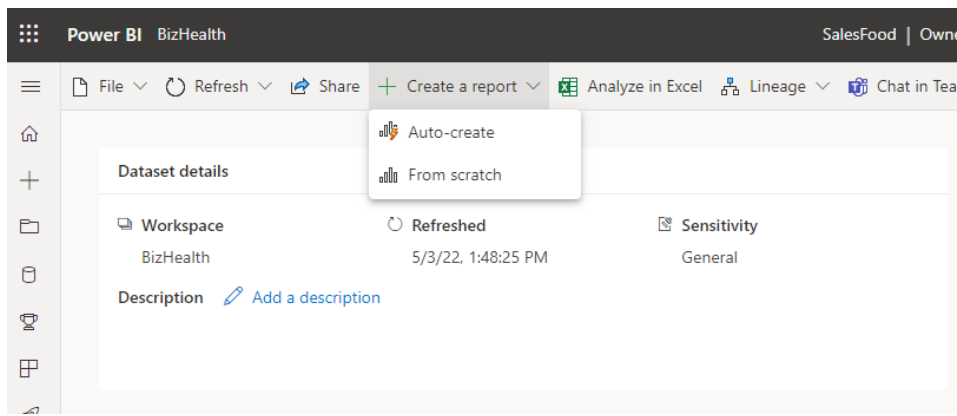 Power BI BizHealth SalesFood | Owne
File Refresh Share Create a report Analyze in Excel Lineage Chat in Tea
Auto-create
From scratch
Dataset details
Workspace Refreshed Sensitivity
BizHealth 5/3/22, 1:48:25 PM General
Description Add a description